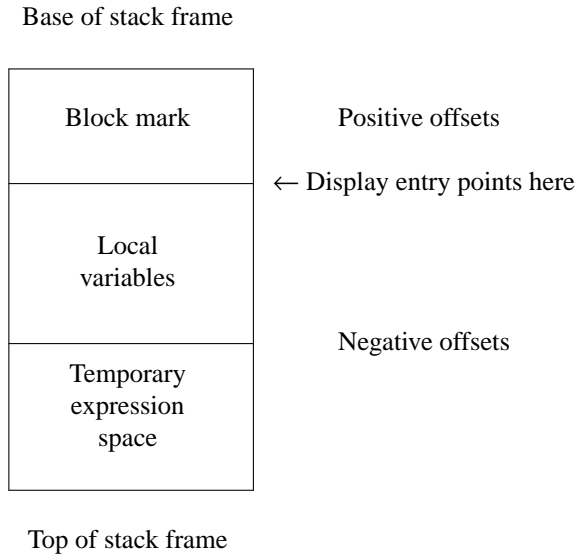 Base of stack frame
Block mark
Positive offsets
← Display entry points here
Local
variables
Negative offsets
Temporary
expression
space
Top of stack frame